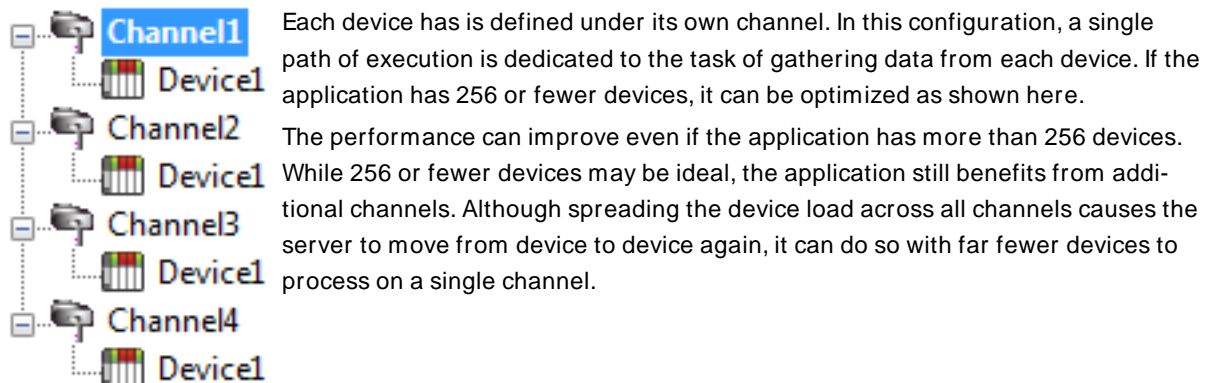 Channel1
Device1
Channel2
Device1
Channel3
Device1
Channel4
Device1
Each device has is defined under its own channel. In this configuration, a single
path of execution is dedicated to the task of gathering data from each device. If the
application has 256 or fewer devices, it can be optimized as shown here.
The performance can improve even if the application has more than 256 devices.
While 256 or fewer devices may be ideal, the application still benefits from addi-
tional channels. Although spreading the device load across all channels causes the
server to move from device to device again, it can do so with far fewer devices to
process on a single channel.